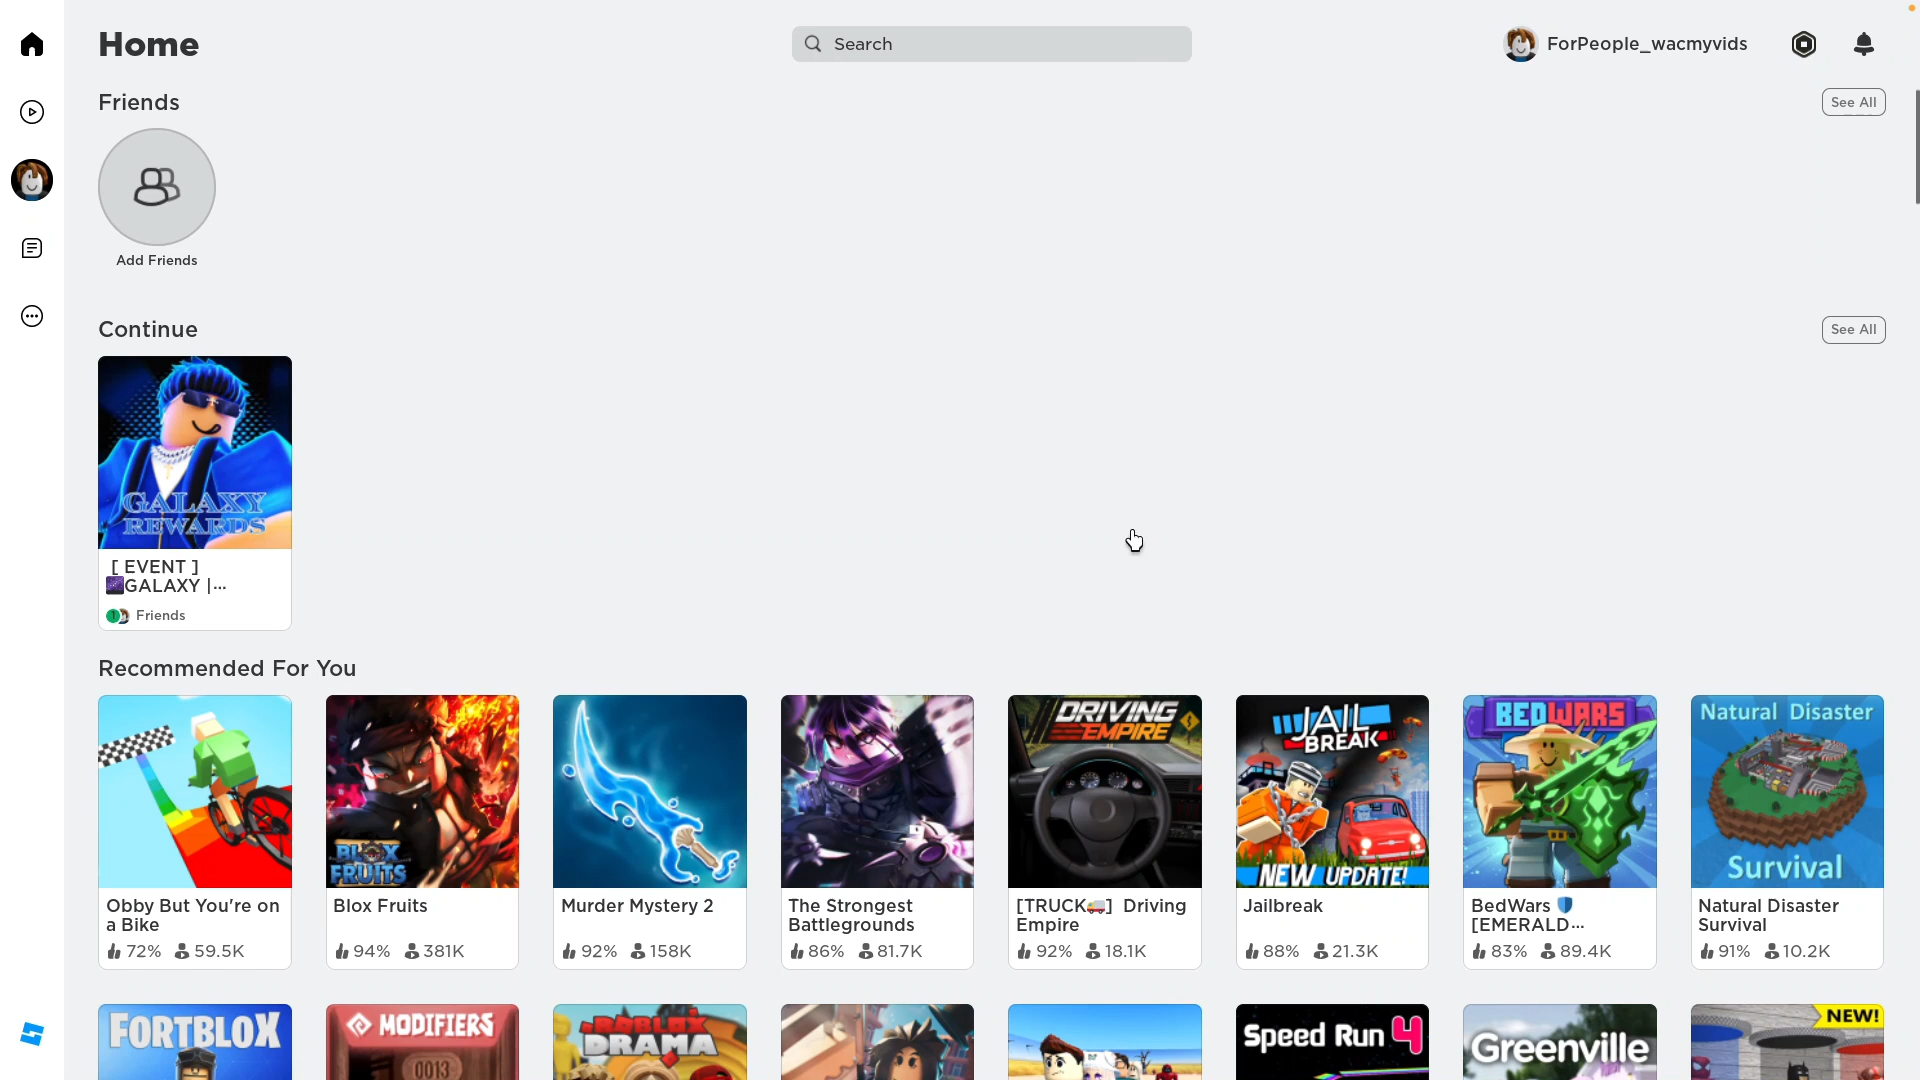 Home
Search
ForPeople_wacmyvids
Friends
See All
Add Friends
Continue
See All
GALAXY
REWARDS
[ EVENT ]
GALAXY |...
1
Friends
Recommended For You
BLOX
FRUITS
DRIVING
EMPIRE
JAIL
BREAK
NEW UPDATE!
BEDWARS
Natural Disaster
Survival
Obby But You're on
a Bike
72% 59.5K
Blox Fruits
94% 381K
Murder Mystery 2
92% 158K
The Strongest
Battlegrounds
86% 81.7K
[TRUCK🚚] Driving
Empire
92% 18.1K
Jailbreak
88% 21.3K
BedWars 🛡️
[EMERALD...
83% 89.4K
Natural Disaster
Survival
91% 10.2K
FORTBLOX
MODIFIERS
0013
ROBLOX
DRAMA
Speed Run 4
Greenville
NEW!